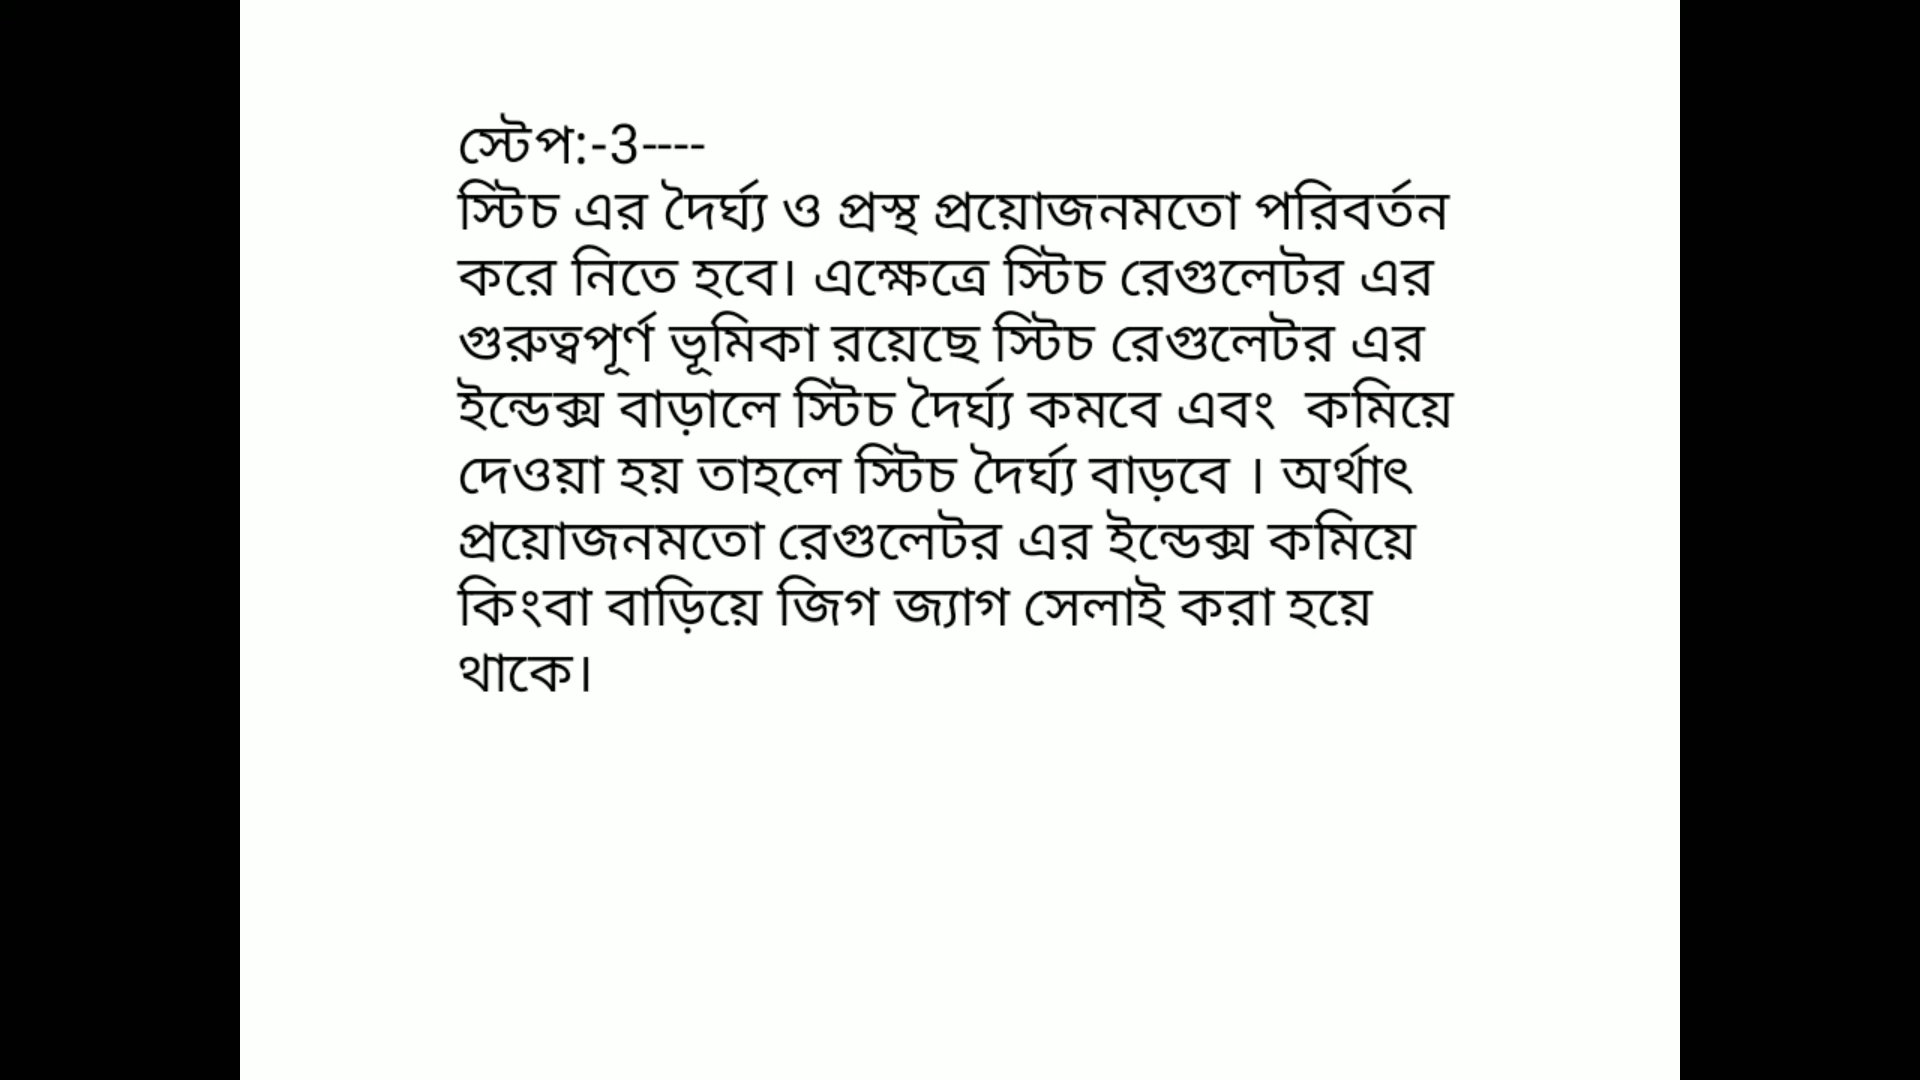 স্টেপ:-3----
স্টিচ এর দৈর্ঘ্য ও প্রস্থ প্রয়োজনমতো পরিবর্তন
করে নিতে হবে। এক্ষেত্রে স্টিচ রেগুলেটর এর
গুরুত্বপূর্ণ ভূমিকা রয়েছে স্টিচ রেগুলেটর এর
ইন্ডেক্স বাড়ালে স্টিচ দৈর্ঘ্য কমবে এবং  কমিয়ে
দেওয়া হয় তাহলে স্টিচ দৈর্ঘ্য বাড়বে । অর্থাৎ
প্রয়োজনমতো রেগুলেটর এর ইন্ডেক্স কমিয়ে
কিংবা বাড়িয়ে জিগ জ্যাগ সেলাই করা হয়ে
থাকে।